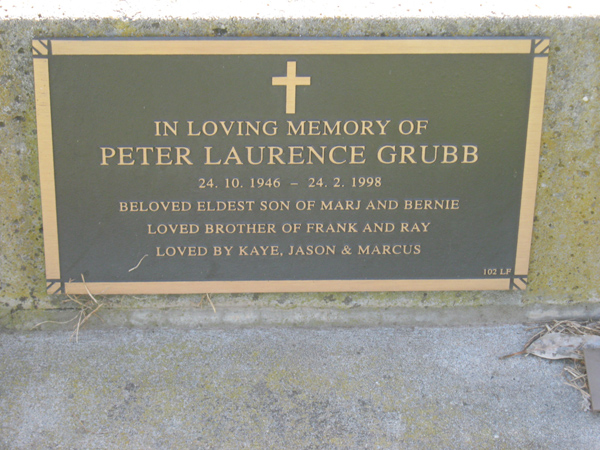 IN LOVING MEMORY OF
PETER LAURENCE GRUBB
24. 10. 1946 – 24. 2. 1998
BELOVED ELDEST SON OF MARJ AND BERNIE
LOVED BROTHER OF FRANK AND RAY
LOVED BY KAYE, JASON & MARCUS
102 LF